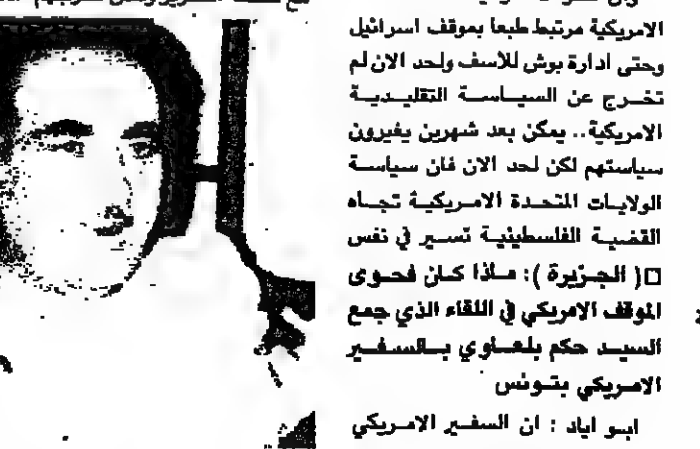 الامريكية مرتبط طبعا بموقف اسرائيل
وحتى ادارة بوش للأسف ولحد الان لم
تخرج عن السياسة التقليدية
الامريكية.. يمكن بعد شهرين يغيرون
سياستهم لكن لحد الان فان سياسة
الولايات المتحدة الامريكية تجاه
القضية الفلسطينية تسير في نفس
□( الجزيرة ): ماذا كان فحوى
الموقف الامريكي في اللقاء الذي جمع
السيد حكم بلعاوي بالسفير
الامريكي بتونس
ابو اياد : ان السفير الامريكي